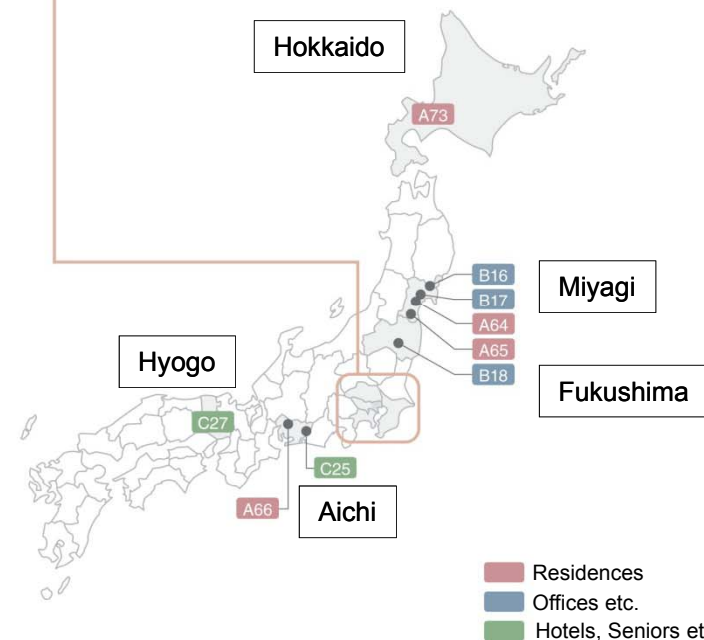 Hokkaido
A73
B16
B17
Miyagi
A64
A65
Hyogo
B18
Fukushima
C27
C25
A66
Aichi
Residences
Offices etc.
Hotels, Seniors et